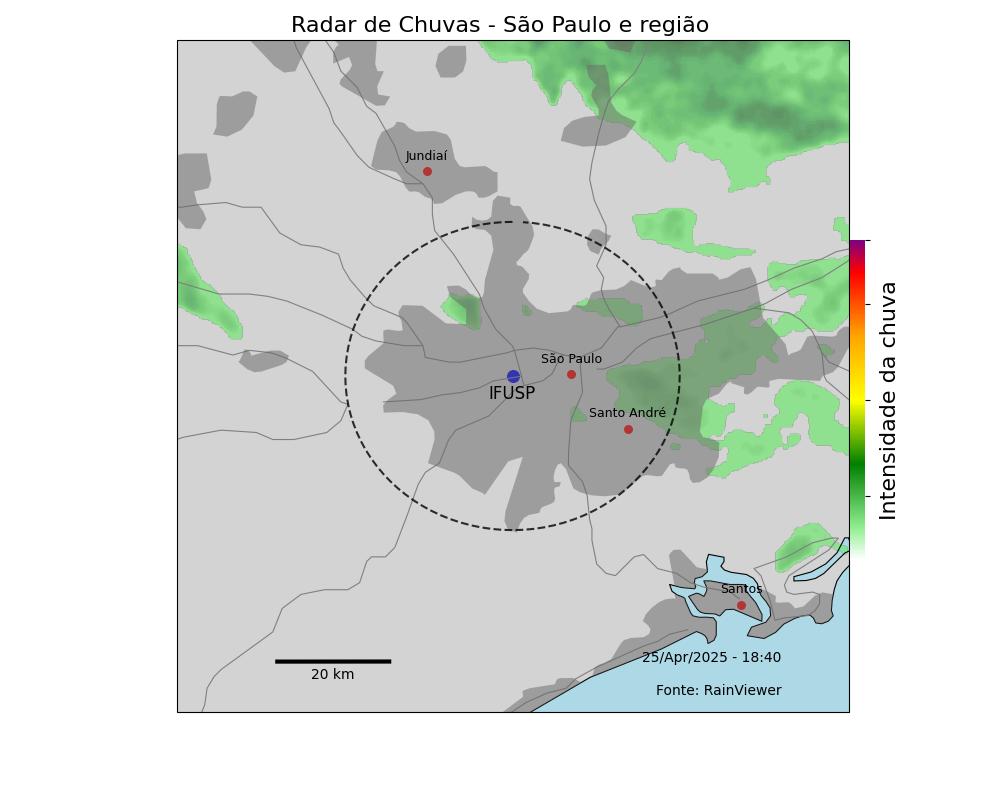 Radar de Chuvas - São Paulo e região
Jundiaí
São Paulo
IFUSP
Santo André
Intensidade da chuva
Santos
25/Apr/2025 - 18:40
20 km
Fonte: RainViewer